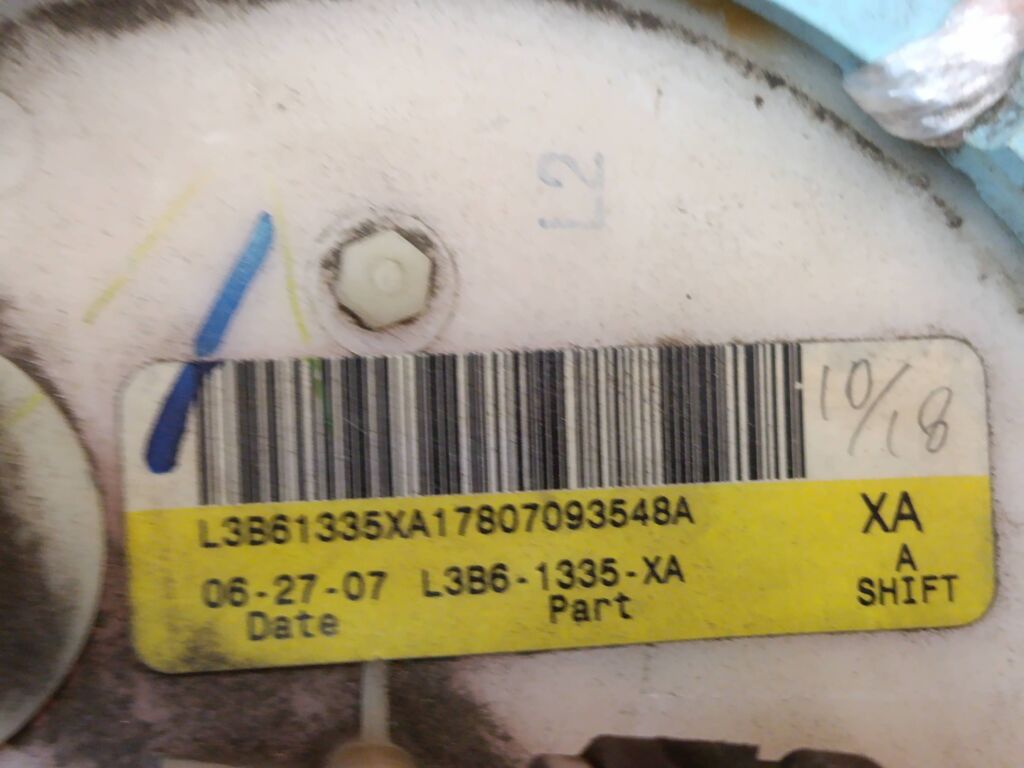 L2
10/18
L3B61335XA17807093548A
XA
06-27-07 L3B6-1335-XA
A
Date Part
SHIFT